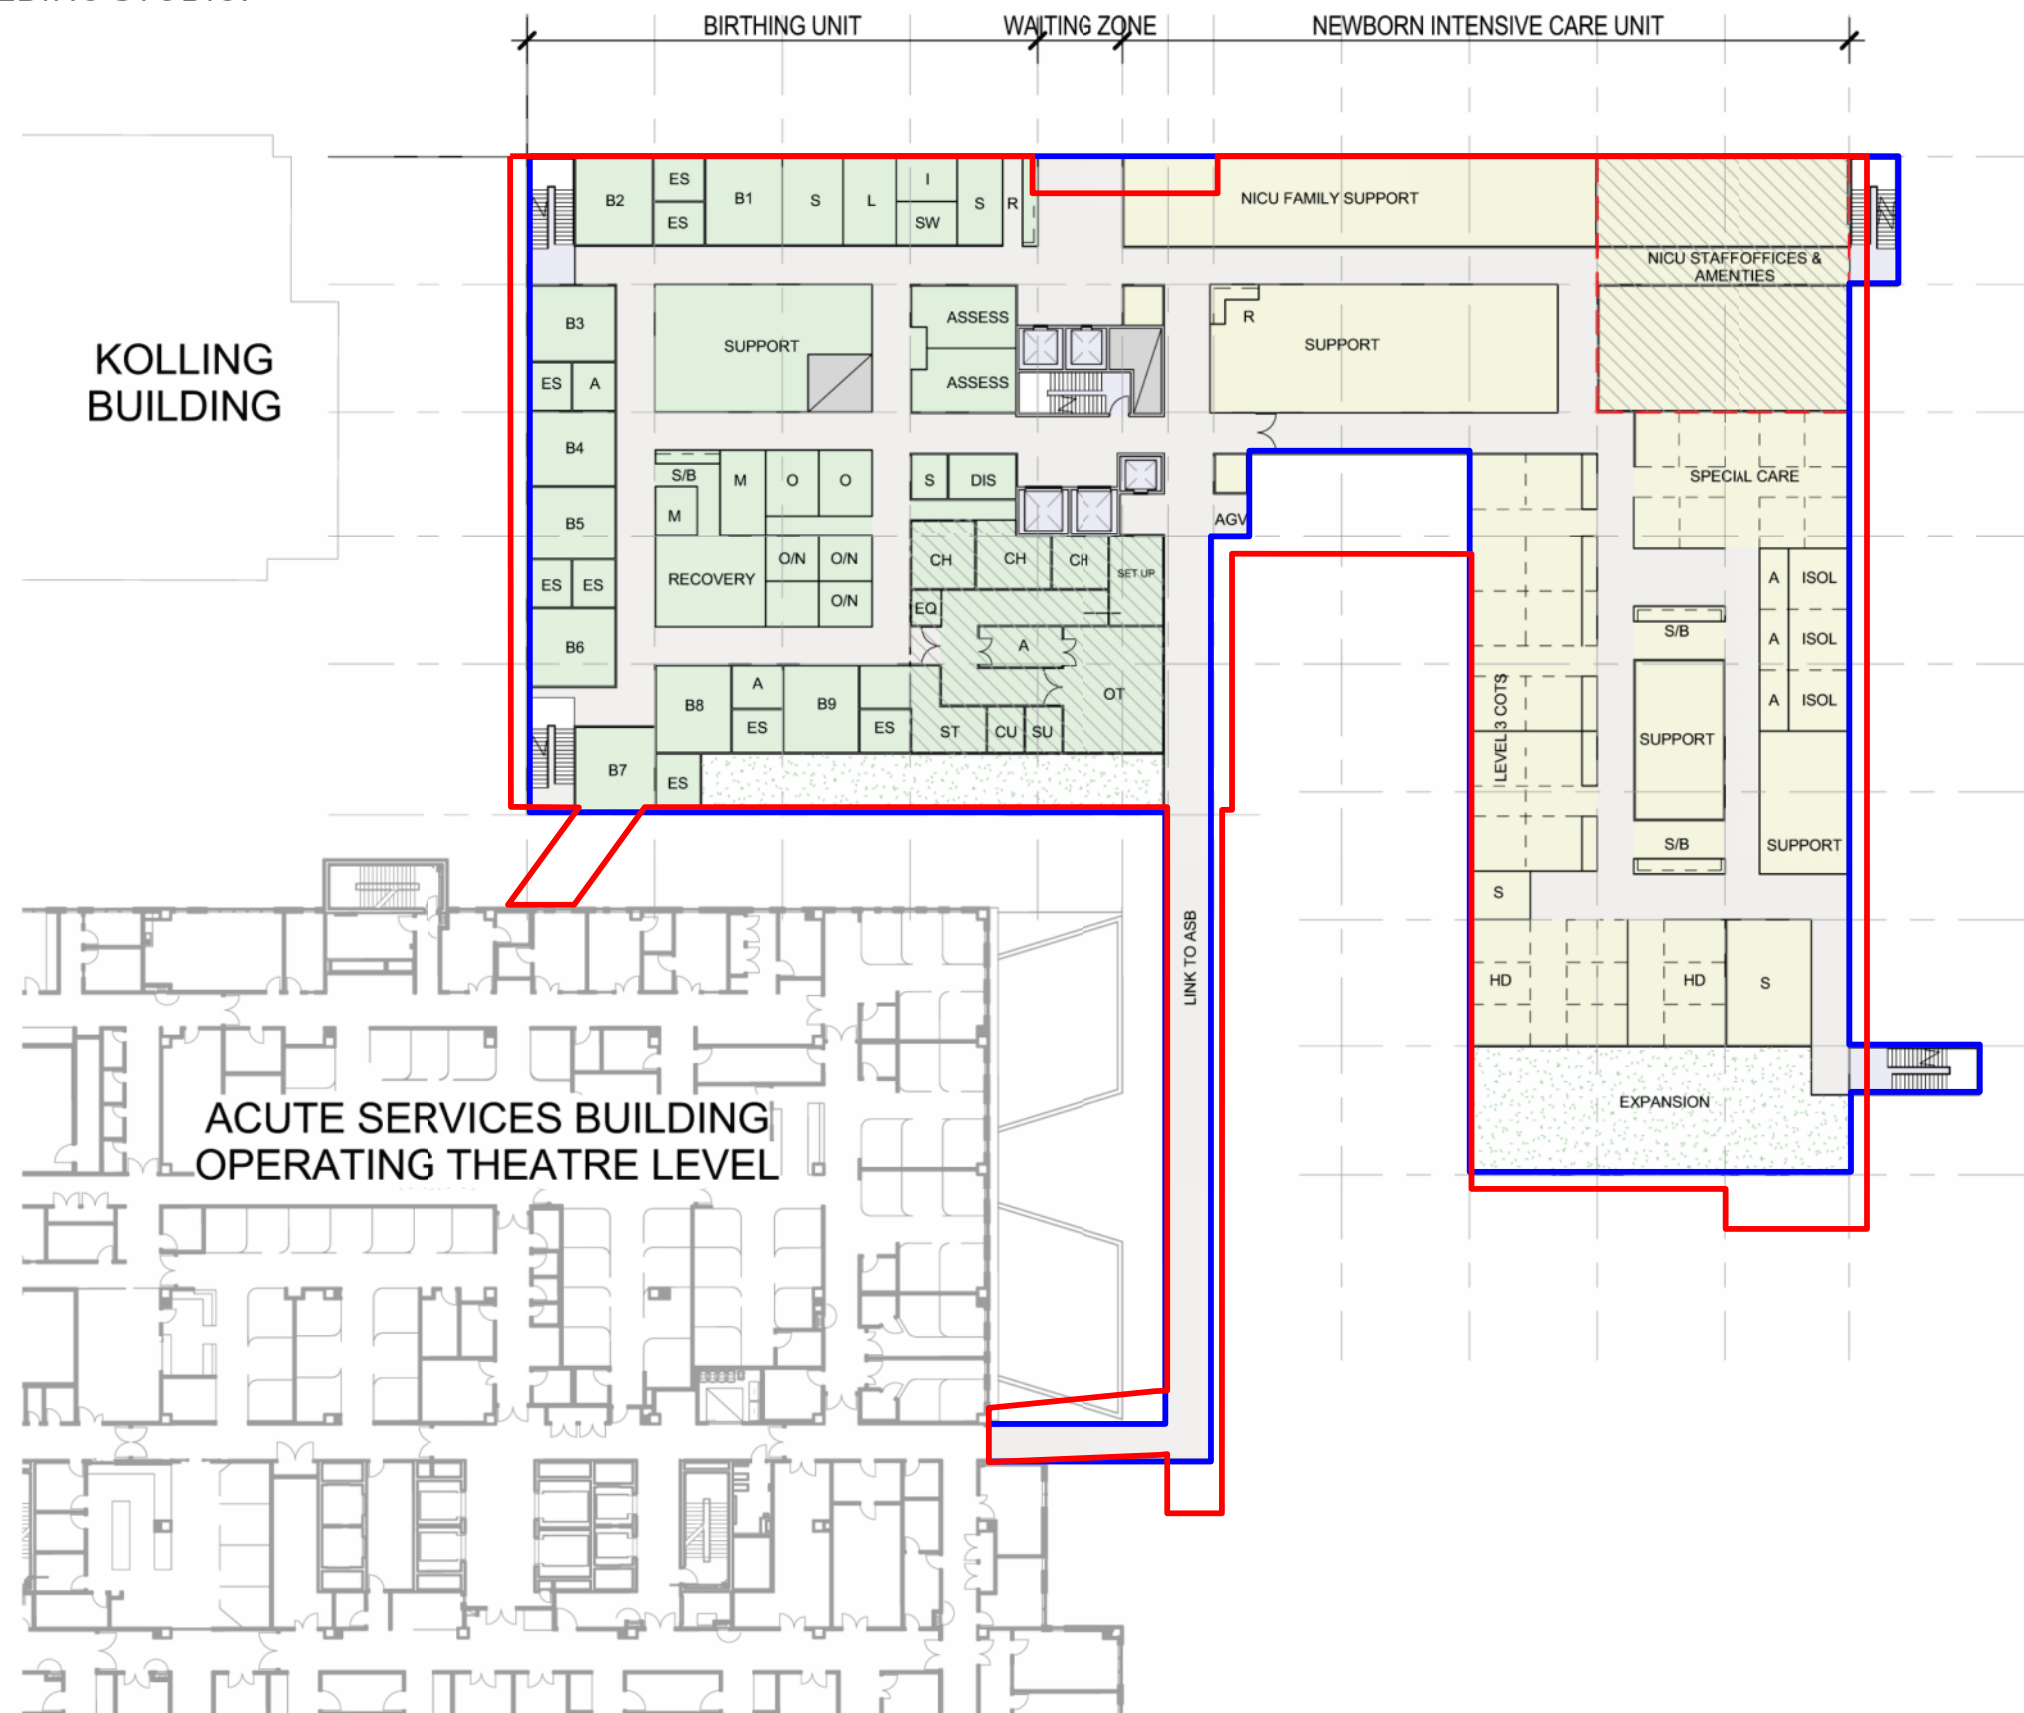 BIRTHING UNIT
WAITING ZONE
NEWBORN INTENSIVE CARE UNIT
KOLLING
BUILDING
B2
ES
ES
B1
S
L
I
SW
S
R
NICU FAMILY SUPPORT
NICU STAFFOFFICES &
AMENTIES
B3
SUPPORT
ASSESS
ASSESS
R
SUPPORT
ES
A
B4
S/B
M
O
O
S
DIS
SPECIAL CARE
M
B5
AGV
CH
CH
CH
SET UP
O/N
O/N
RECOVERY
ES
ES
O/N
EQ
A
ISOL
S/B
A
ISOL
A
ISOL
B6
A
OT
LEVEL 3 COTS
B8
A
B9
ES
ES
ST
CU
SU
SUPPORT
B7
ES
S/B
SUPPORT
S
LINK TO ASB
HD
HD
S
EXPANSION
ACUTE SERVICES BUILDING
OPERATING THEATRE LEVEL